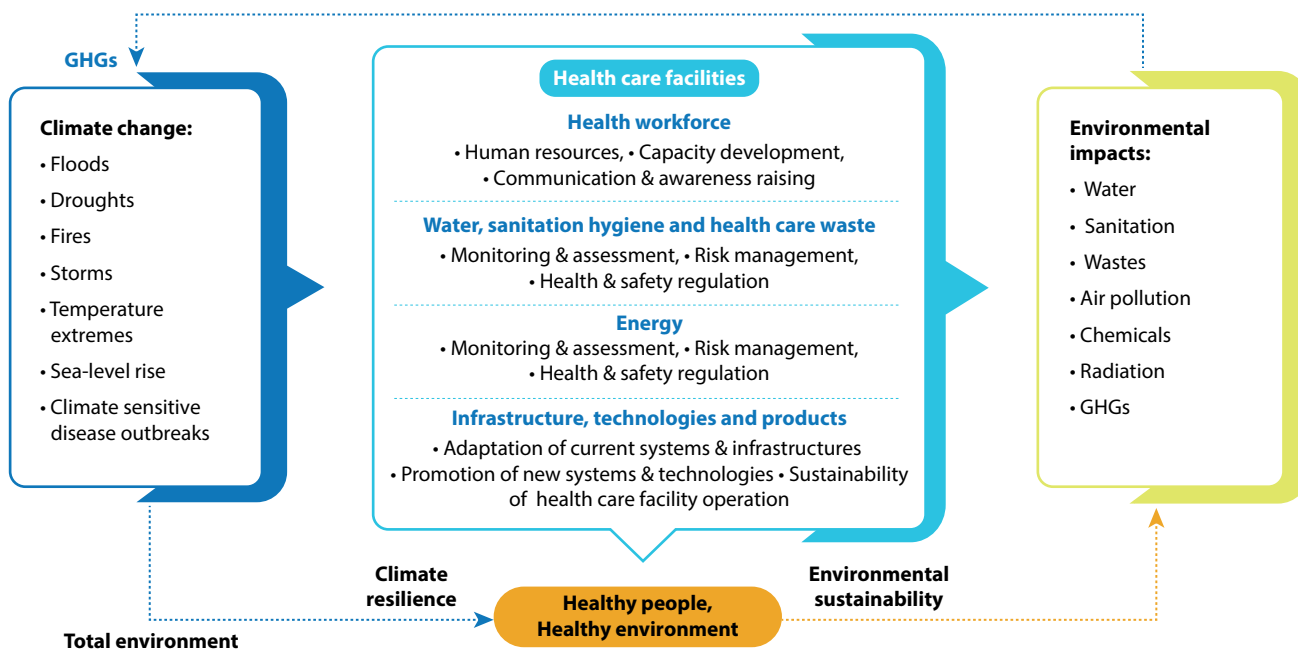 GHGs
Climate change:
• Floods
• Droughts
• Fires
• Storms
• Temperature
extremes
• Sea-level rise
• Climate sensitive
disease outbreaks
Health care facilities
Health workforce
• Human resources, • Capacity development,
• Communication & awareness raising
Water, sanitation hygiene and health care waste
• Monitoring & assessment, • Risk management,
• Health & safety regulation
Energy
• Monitoring & assessment, • Risk management,
• Health & safety regulation
Infrastructure, technologies and products
• Adaptation of current systems & infrastructures
• Promotion of new systems & technologies • Sustainability
of health care facility operation
Environmental
impacts:
• Water
• Sanitation
• Wastes
• Air pollution
• Chemicals
• Radiation
• GHGs
Climate
resilience
Healthy people,
Healthy environment
Environmental
sustainability
Total environment